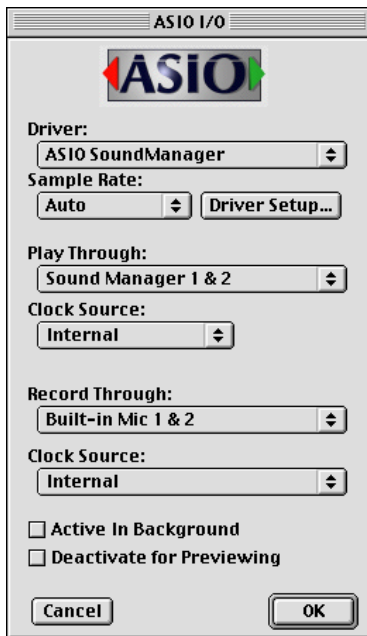 ASIO I/O
ASIO
Driver:
ASIO SoundManager
Sample Rate:
Auto Driver Setup...
Play Through:
Sound Manager 1 & 2
Clock Source:
Internal
Record Through:
Built-in Mic 1 & 2
Clock Source:
Internal
Active In Background
Deactivate for Previewing
Cancel OK